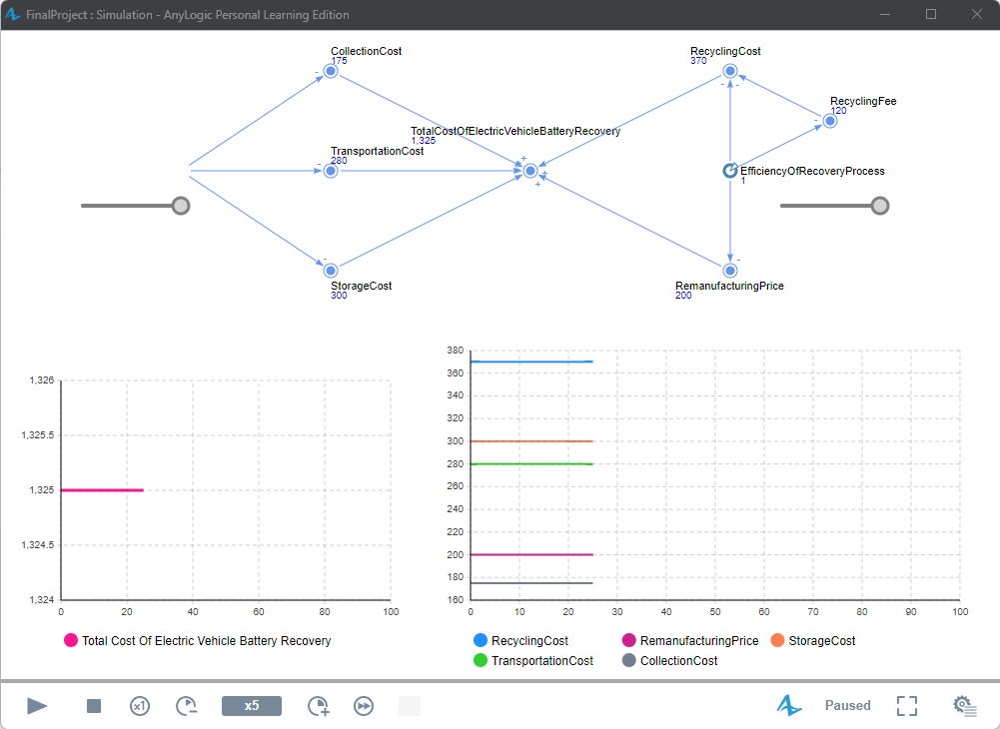 FinalProject : Simulation - AnyLogic Personal Learning Edition
CollectionCost
175
-
RecyclingCost
370
- -
RecyclingFee
120
-
TotalCostOfElectricVehicleBatteryRecovery
1,325
TransportationCost
280
-
+
+
+
EfficiencyOfRecoveryProcess
1
-
StorageCost
300
-
RemanufacturingPrice
200
1,326
1,325.5
1,325
1,324.5
1,324
0 20 40 60 80 100
Total Cost Of Electric Vehicle Battery Recovery
380
360
340
320
300
280
260
240
220
200
180
160
0 10 20 30 40 50 60 70 80 90 100
RecyclingCost RemanufacturingPrice StorageCost
TransportationCost CollectionCost
x1 x5 Paused